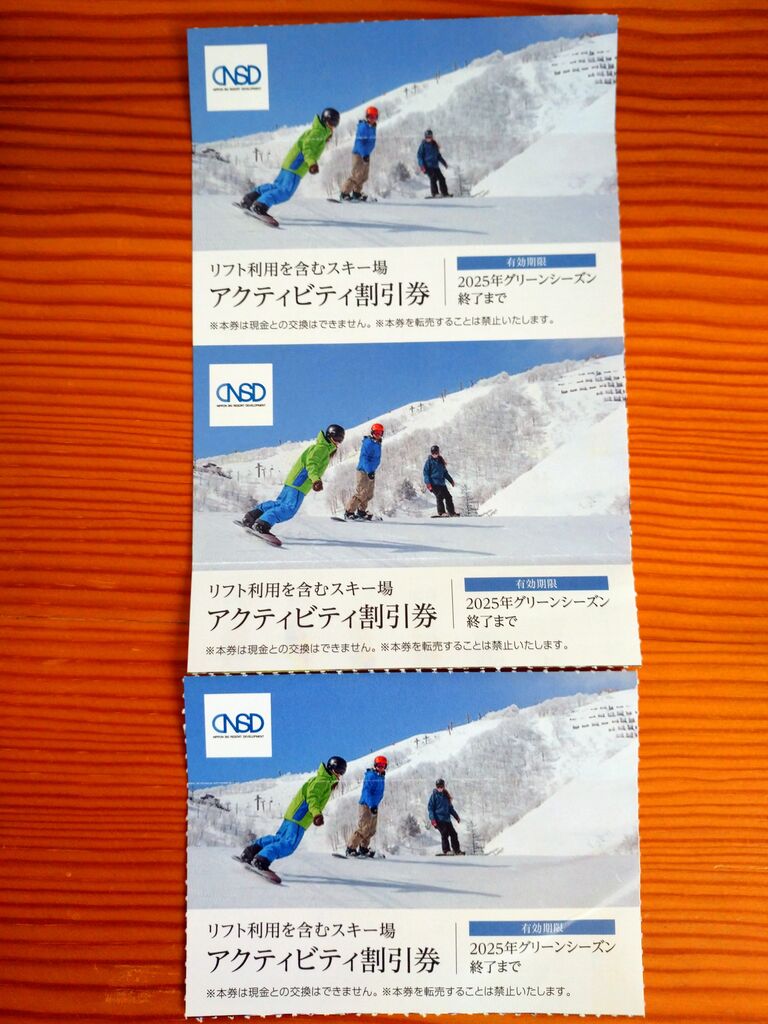 NSD
NIPPON SKI RESORT DEVELOPMENT
リフト利用を含むスキー場
アクティビティ割引券
有効期限
2025年グリーンシーズン
終了まで
※本券は現金との交換はできません。※本券を転売することは禁止いたします。
NSD
NIPPON SKI RESORT DEVELOPMENT
リフト利用を含むスキー場
アクティビティ割引券
有効期限
2025年グリーンシーズン
終了まで
※本券は現金との交換はできません。※本券を転売することは禁止いたします。
NSD
NIPPON SKI RESORT DEVELOPMENT
リフト利用を含むスキー場
アクティビティ割引券
有効期限
2025年グリーンシーズン
終了まで
※本券は現金との交換はできません。※本券を転売することは禁止いたします。